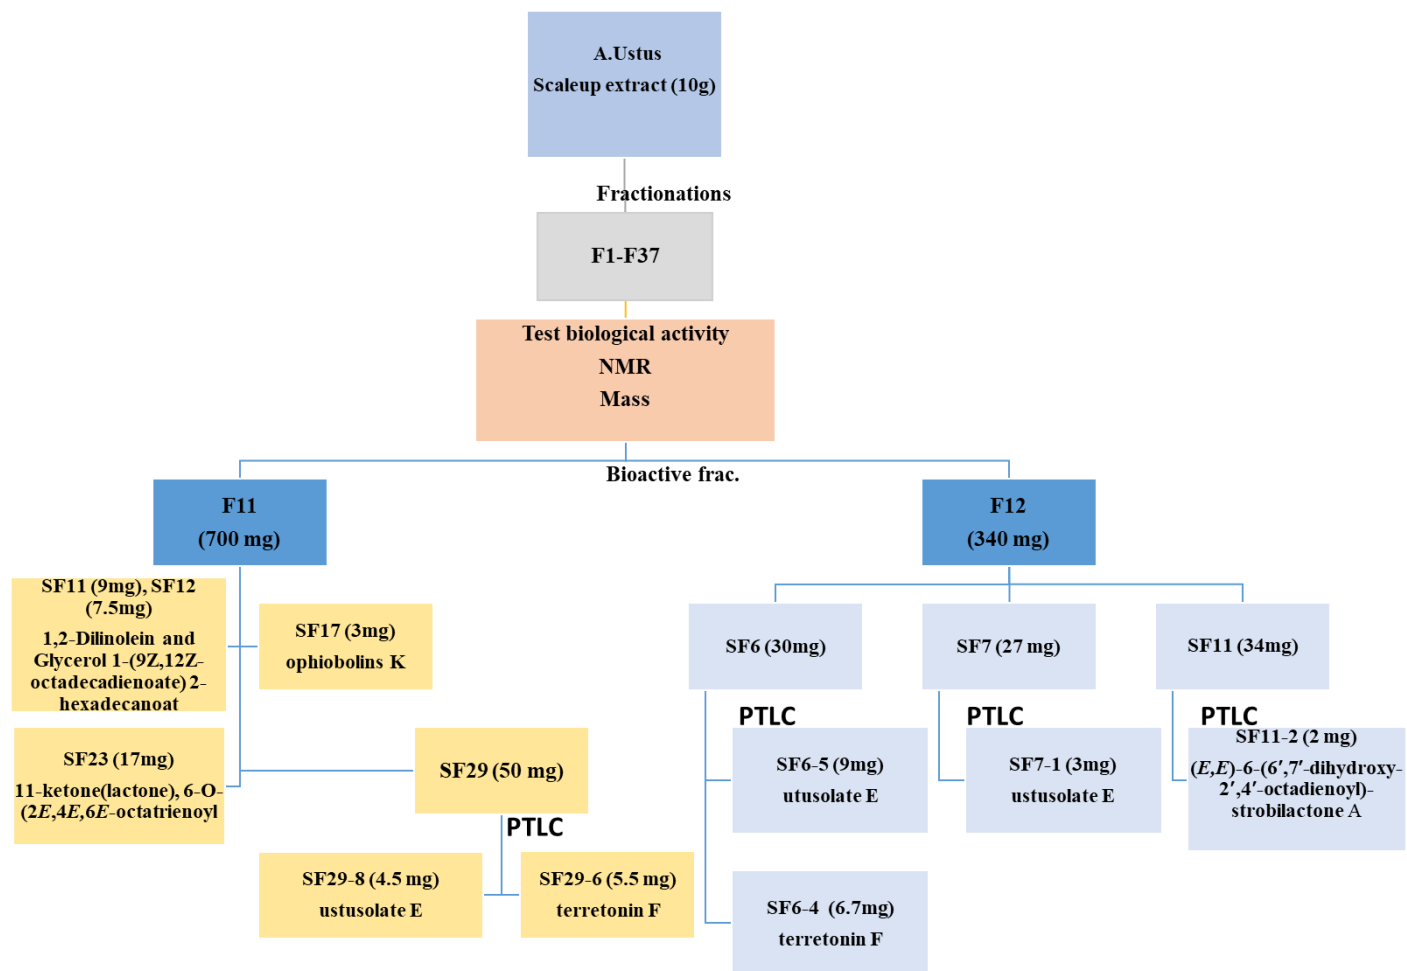 A.Ustus
Scaleup extract (10g)
Fractionations
F1-F37
Test biological activity
NMR
Mass
Bioactive frac.
F11
(700 mg)
F12
(340 mg)
SF11 (9mg), SF12
(7.5mg)
1,2-Dilinolein and
Glycerol 1-(9Z,12Z-
octadecadienoate) 2-
hexadecanoat
SF17 (3mg)
ophiobolins K
SF23 (17mg)
11-ketone(lactone), 6-O-
(2E,4E,6E-octatrienoyl
SF29 (50 mg)
PTLC
SF29-8 (4.5 mg)
ustusolate E
SF29-6 (5.5 mg)
terretonin F
SF6 (30mg)
SF7 (27 mg)
SF11 (34mg)
PTLC
SF6-5 (9mg)
utusolate E
SF6-4 (6.7mg)
terretonin F
PTLC
SF7-1 (3mg)
ustusolate E
PTLC
SF11-2 (2 mg)
(E,E)-6-(6′,7′-dihydroxy-
2′,4′-octadienoyl)-
strobilactone A